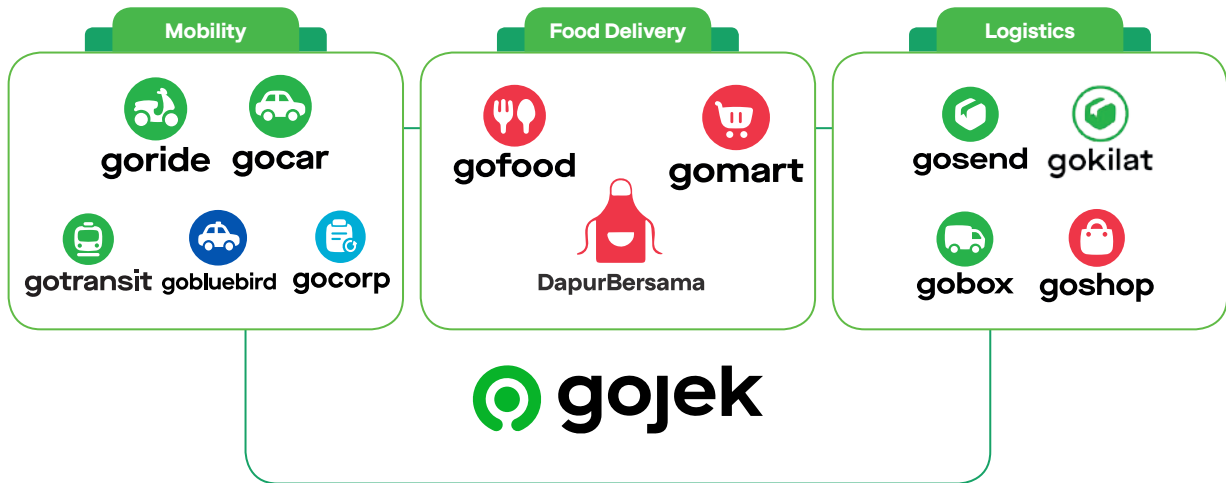 Mobility
goride
gocar
gotransit
gobluebird
gocorp
Food Delivery
gofood
gomart
DapurBersama
Logistics
gosend
gokilat
gobox
goshop
gojek